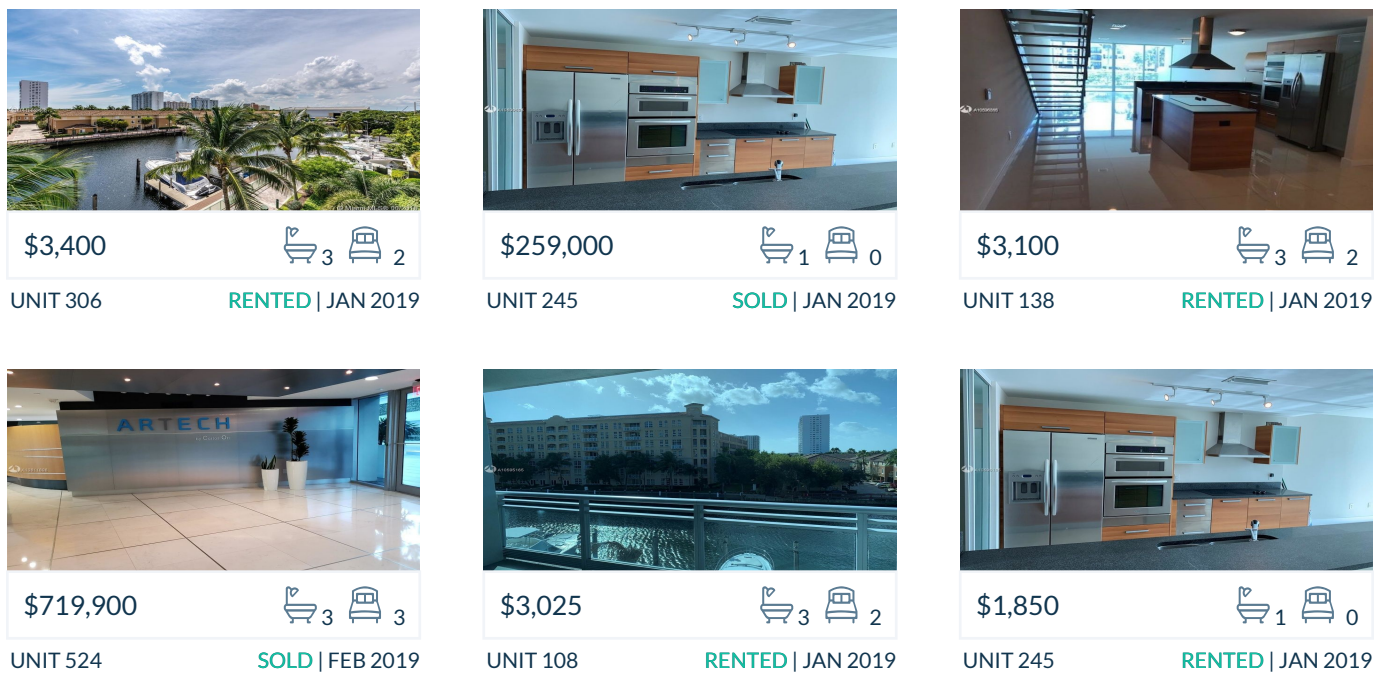 $3,400 3 2
UNIT 306 RENTED | JAN 2019
$259,000 1 0
UNIT 245 SOLD | JAN 2019
$3,100 3 2
UNIT 138 RENTED | JAN 2019
ARTECH
$719,900 3 3
UNIT 524 SOLD | FEB 2019
$3,025 3 2
UNIT 108 RENTED | JAN 2019
$1,850 1 0
UNIT 245 RENTED | JAN 2019